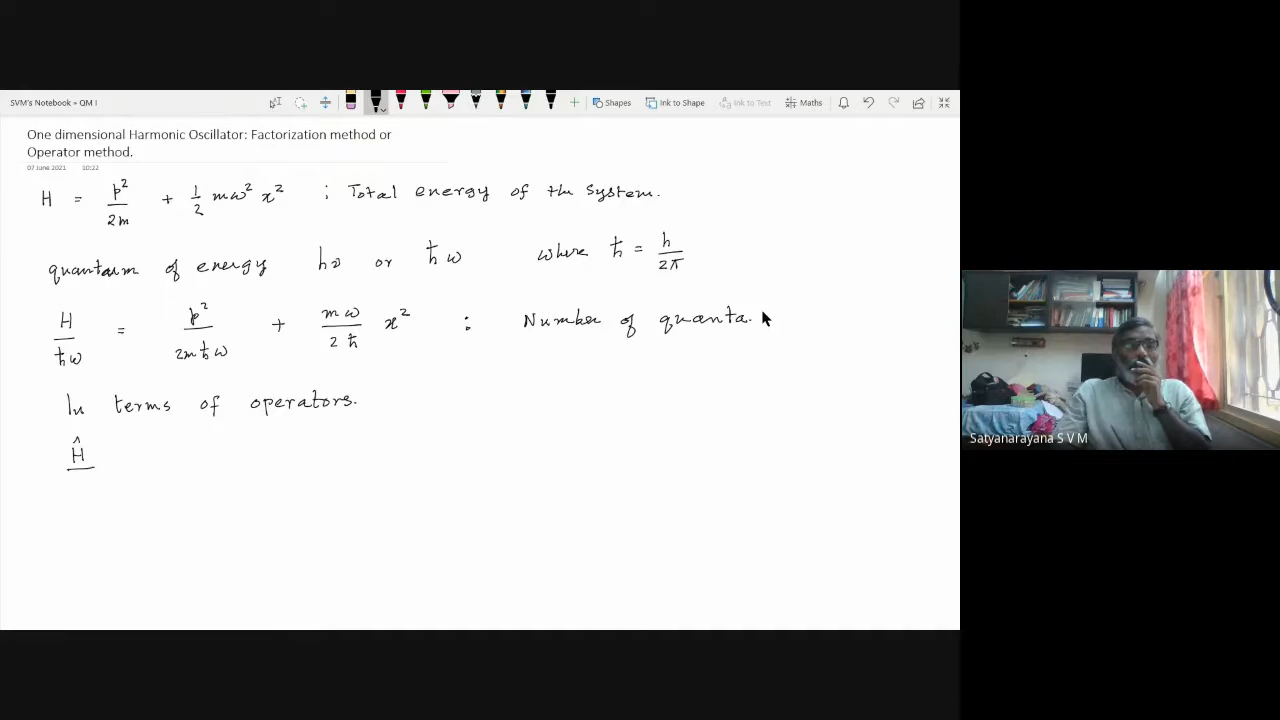 SVM's Notebook = QM I
Shapes Ink to Shape Ink to Text Maths
One dimensional Harmonic Oscillator: Factorization method or
Operator method.
07 June 2021 10:22
H = p²/2m + 1/2 mω² x² ; Total energy of the system.
quantum of energy hν or ħω where ħ = h/2π
H/ħω = p²/2mħω + mω/2ħ x² : Number of quanta.
In terms of operators.
Ĥ
Satyanarayana S V M